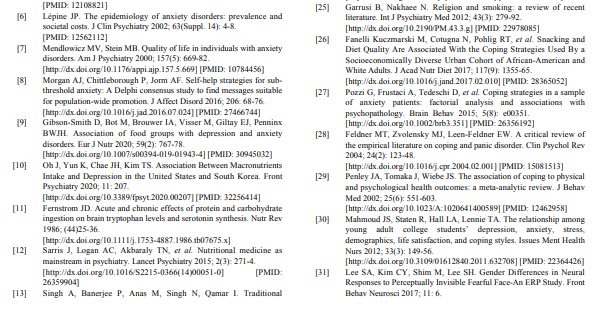 [PMID: 12108821]
[6] Lépine JP. The epidemiology of anxiety disorders: prevalence and
societal costs. J Clin Psychiatry 2002; 63(Suppl. 14): 4-8.
[PMID: 12562112]
[7] Mendlowicz MV, Stein MB. Quality of life in individuals with anxiety
disorders. Am J Psychiatry 2000; 157(5): 669-82.
[http://dx.doi.org/10.1176/appi.ajp.157.5.669] [PMID: 10784456]
[8] Morgan AJ, Chittleborough P, Jorm AF. Self-help strategies for sub-
threshold anxiety: A Delphi consensus study to find messages suitable
for population-wide promotion. J Affect Disord 2016; 206: 68-76.
[http://dx.doi.org/10.1016/j.jad.2016.07.024] [PMID: 27466744]
[9] Gibson-Smith D, Bot M, Brouwer IA, Visser M, Giltay EJ, Penninx
BWJH. Association of food groups with depression and anxiety
disorders. Eur J Nutr 2020; 59(2): 767-78.
[http://dx.doi.org/10.1007/s00394-019-01943-4] [PMID: 30945032]
[10] Oh J, Yun K, Chae JH, Kim TS. Association Between Macronutrients
Intake and Depression in the United States and South Korea. Front
Psychiatry 2020; 11: 207.
[http://dx.doi.org/10.3389/fpsyt.2020.00207] [PMID: 32256414]
[11] Fernstrom JD. Acute and chronic effects of protein and carbohydrate
ingestion on brain tryptophan levels and serotonin synthesis. Nutr Rev
1986; (44)25-36.
[http://dx.doi.org/10.1111/j.1753-4887.1986.tb07675.x]
[12] Sarris J, Logan AC, Akbaraly TN, et al. Nutritional medicine as
mainstream in psychiatry. Lancet Psychiatry 2015; 2(3): 271-4.
[http://dx.doi.org/10.1016/S2215-0366(14)00051-0] [PMID:
26359904]
[13] Singh A, Banerjee P, Anas M, Singh N, Qamar I. Traditional
[25] Garrusi B, Nakhaee N. Religion and smoking: a review of recent
literature. Int J Psychiatry Med 2012; 43(3): 279-92.
[http://dx.doi.org/10.2190/PM.43.3.g] [PMID: 22978085]
[26] Fanelli Kuczmarski M, Cotugna N, Pohlig RT, et al. Snacking and
Diet Quality Are Associated With the Coping Strategies Used By a
Socioeconomically Diverse Urban Cohort of African-American and
White Adults. J Acad Nutr Diet 2017; 117(9): 1355-65.
[http://dx.doi.org/10.1016/j.jand.2017.02.010] [PMID: 28365052]
[27] Pozzi G, Frustaci A, Tedeschi D, et al. Coping strategies in a sample
of anxiety patients: factorial analysis and associations with
psychopathology. Brain Behav 2015; 5(8): e00351.
[http://dx.doi.org/10.1002/brb3.351] [PMID: 26356192]
[28] Feldner MT, Zvolensky MJ, Leen-Feldner EW. A critical review of
the empirical literature on coping and panic disorder. Clin Psychol Rev
2004; 24(2): 123-48.
[http://dx.doi.org/10.1016/j.cpr.2004.02.001] [PMID: 15081513]
[29] Penley JA, Tomaka J, Wiebe JS. The association of coping to physical
and psychological health outcomes: a meta-analytic review. J Behav
Med 2002; 25(6): 551-603.
[http://dx.doi.org/10.1023/A:1020641400589] [PMID: 12462958]
[30] Mahmoud JS, Staten R, Hall LA, Lennie TA. The relationship among
young adult college students' depression, anxiety, stress,
demographics, life satisfaction, and coping styles. Issues Ment Health
Nurs 2012; 33(3): 149-56.
[http://dx.doi.org/10.3109/01612840.2011.632708] [PMID: 22364426]
[31] Lee SA, Kim CY, Shim M, Lee SH. Gender Differences in Neural
Responses to Perceptually Invisible Fearful Face-An ERP Study. Front
Behav Neurosci 2017; 11: 6.